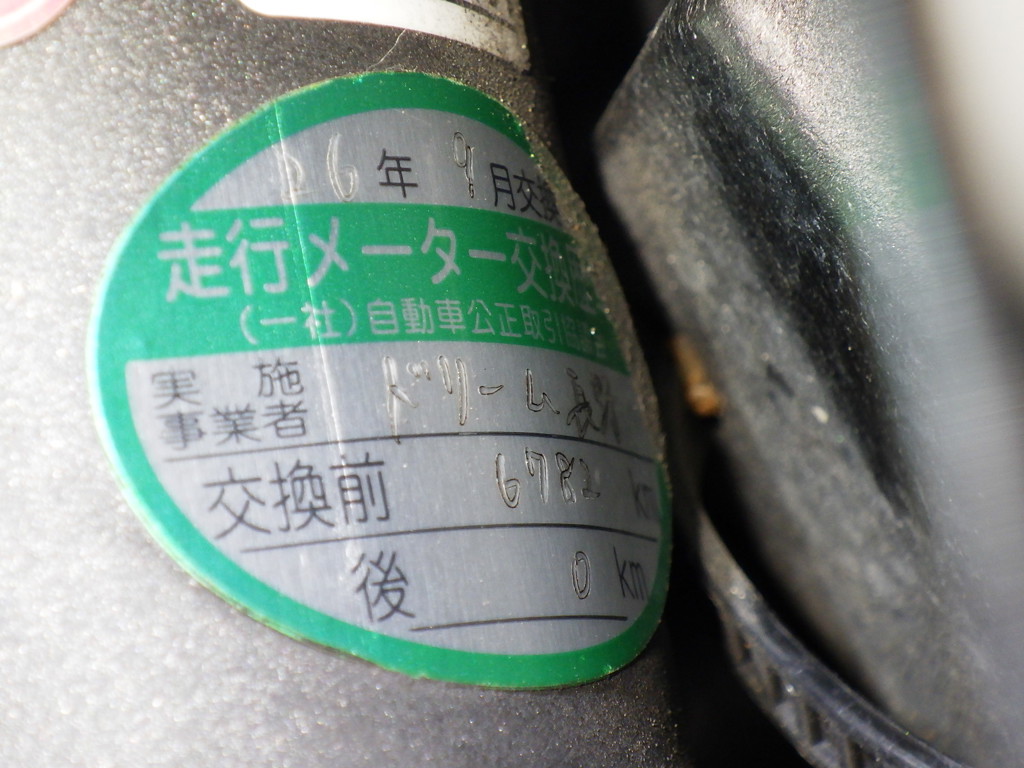 26年 9月交換
走行メーター交換
(一社)自動車公正取引
実施事業者 ドリーム
交換前 6782 km
後 0 km